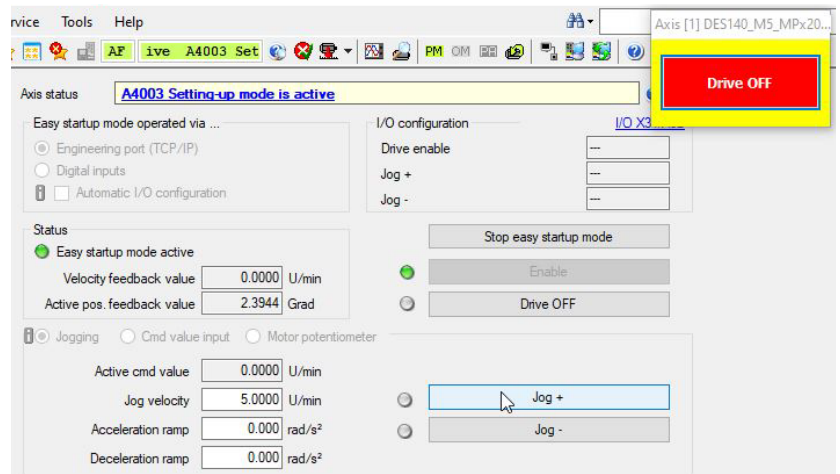 rvice Tools Help
Axis [1] DES140_M5_MPx20...
AF ive A4003 Set PM OM
Drive OFF
Axis status A4003 Setting-up mode is active
Easy startup mode operated via ...
Engineering port (TCP/IP)
Digital inputs
Automatic I/O configuration
I/O configuration
Drive enable ---
Jog + ---
Jog - ---
Status
Easy startup mode active
Velocity feedback value 0.0000 U/min
Active pos. feedback value 2.3944 Grad
Stop easy startup mode
Enable
Drive OFF
Jogging Cmd value input Motor potentiometer
Active cmd value 0.0000 U/min
Jog velocity 5.0000 U/min
Acceleration ramp 0.000 rad/s²
Deceleration ramp 0.000 rad/s²
Jog +
Jog -